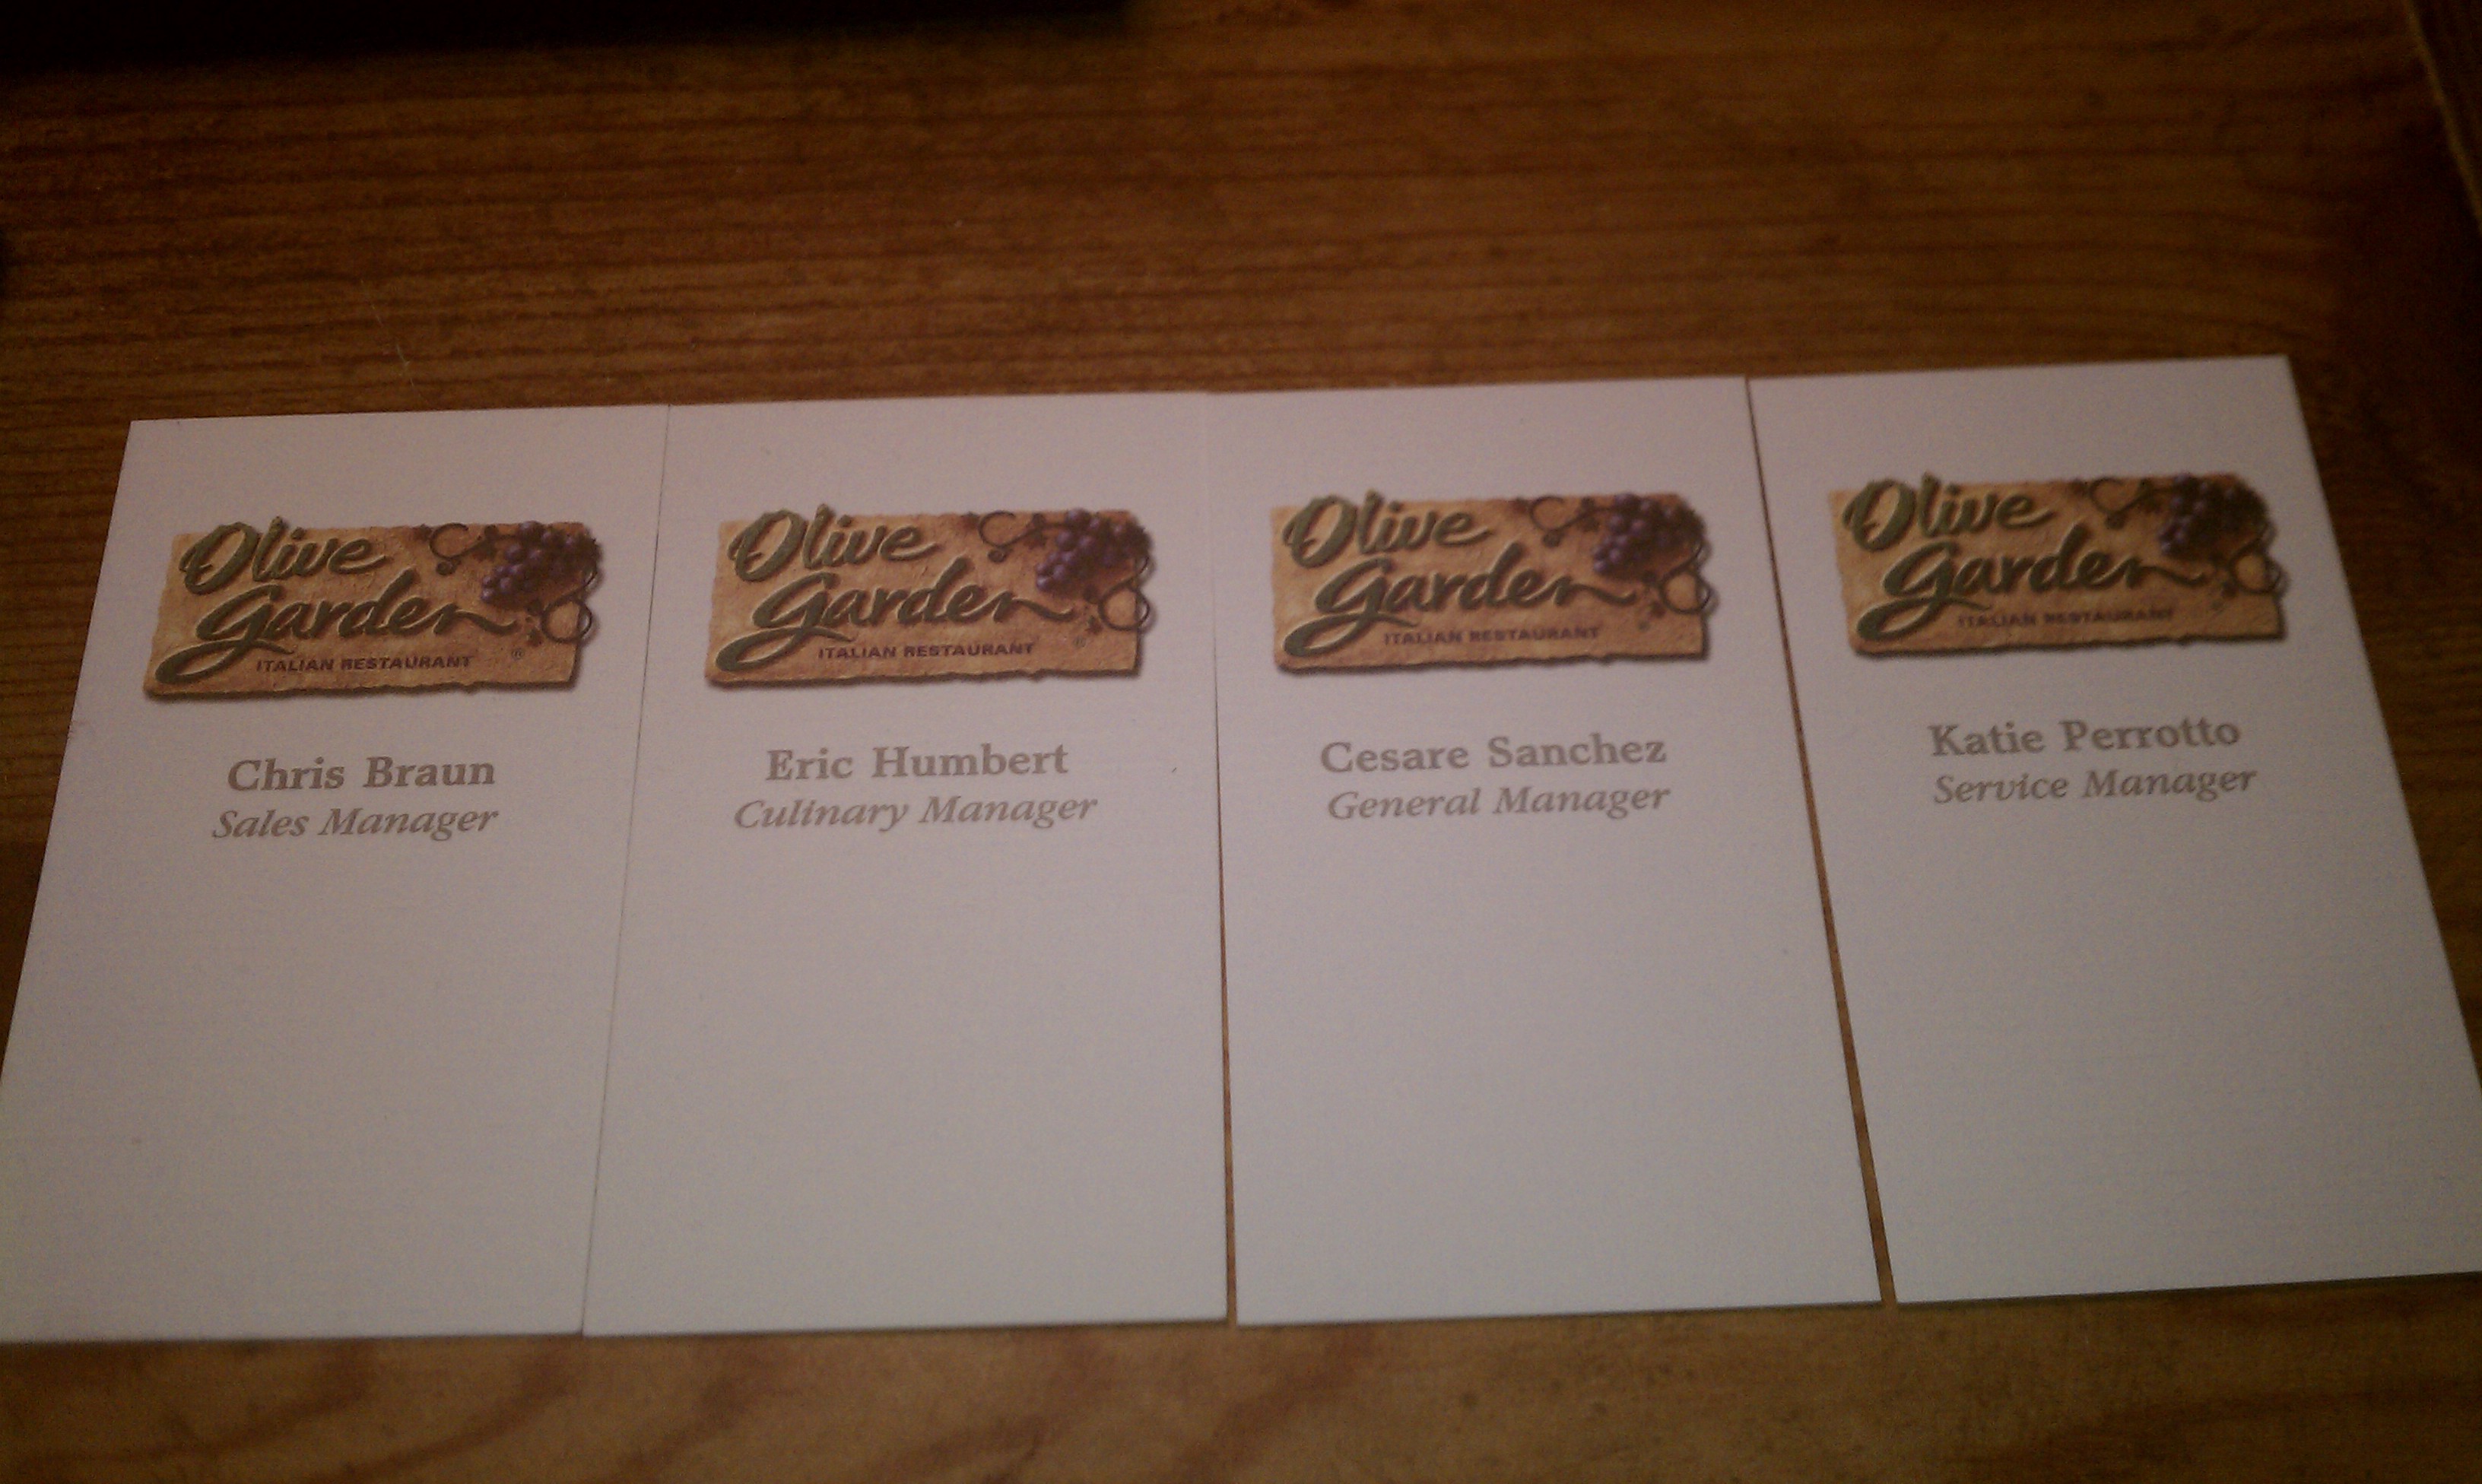 Olive
Garden
ITALIAN RESTAURANT ®
Chris Braun
Sales Manager
Olive
Garden
ITALIAN RESTAURANT ®
Eric Humbert
Culinary Manager
Olive
Garden
ITALIAN RESTAURANT
Cesare Sanchez
General Manager
Olive
Garden
ITALIAN RESTAURANT
Katie Perrotto
Service Manager